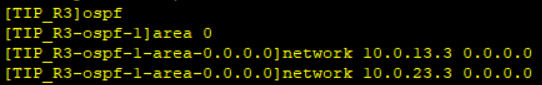 [TIP_R3]ospf
[TIP_R3-ospf-1]area 0
[TIP_R3-ospf-1-area-0.0.0.0]network 10.0.13.3 0.0.0.0
[TIP_R3-ospf-1-area-0.0.0.0]network 10.0.23.3 0.0.0.0